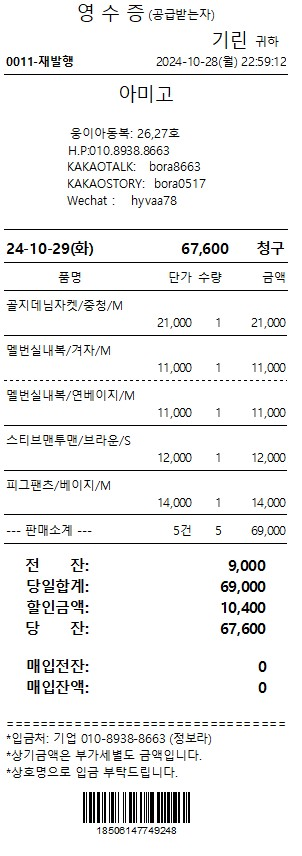 영 수 증 (공급받는자)
기린 귀하
0011-재발행 2024-10-28(월) 22:59:12
아미고
웅이아동복: 26,27호
H.P:010.8938.8663
KAKAOTALK: bora8663
KAKAOSTORY: bora0517
Wechat : hyvaa78
24-10-29(화) 67,600 청구
품명 단가 수량 금액
골지데님자켓/중청/M
21,000 1 21,000
멜번실내복/겨자/M
11,000 1 11,000
멜번실내복/연베이지/M
11,000 1 11,000
스티브맨투맨/브라운/S
12,000 1 12,000
피그팬츠/베이지/M
14,000 1 14,000
--- 판매소계 --- 5건 5 69,000
전 잔: 9,000
당일합계: 69,000
할인금액: 10,400
당 잔: 67,600
매입전잔: 0
매입잔액: 0
================================
*입금처: 기업 010-8938-8663 (정보라)
*상기금액은 부가세별도 금액입니다.
*상호명으로 입금 부탁드립니다.
18506147749248